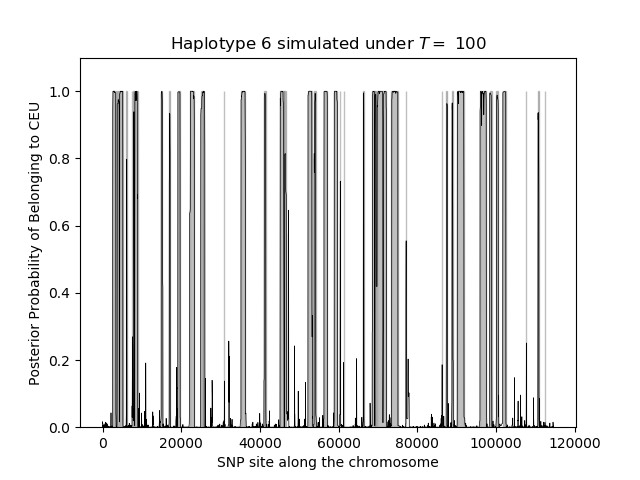 Haplotype 6 simulated under T = 100
Posterior Probability of Belonging to CEU
1.0
0.8
0.6
0.4
0.2
0.0
0 20000 40000 60000 80000 100000 120000
SNP site along the chromosome